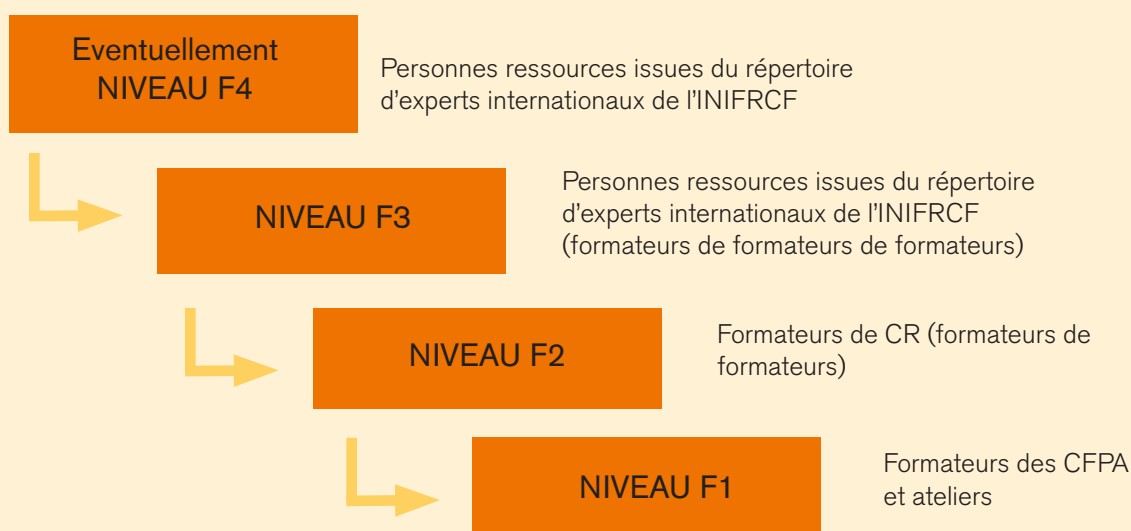 Eventuellement
NIVEAU F4
Personnes ressources issues du répertoire
d'experts internationaux de l'INIFRCF
NIVEAU F3
Personnes ressources issues du répertoire
d'experts internationaux de l'INIFRCF
(formateurs de formateurs de formateurs)
NIVEAU F2
Formateurs de CR (formateurs de
formateurs)
NIVEAU F1
Formateurs des CFPA
et ateliers